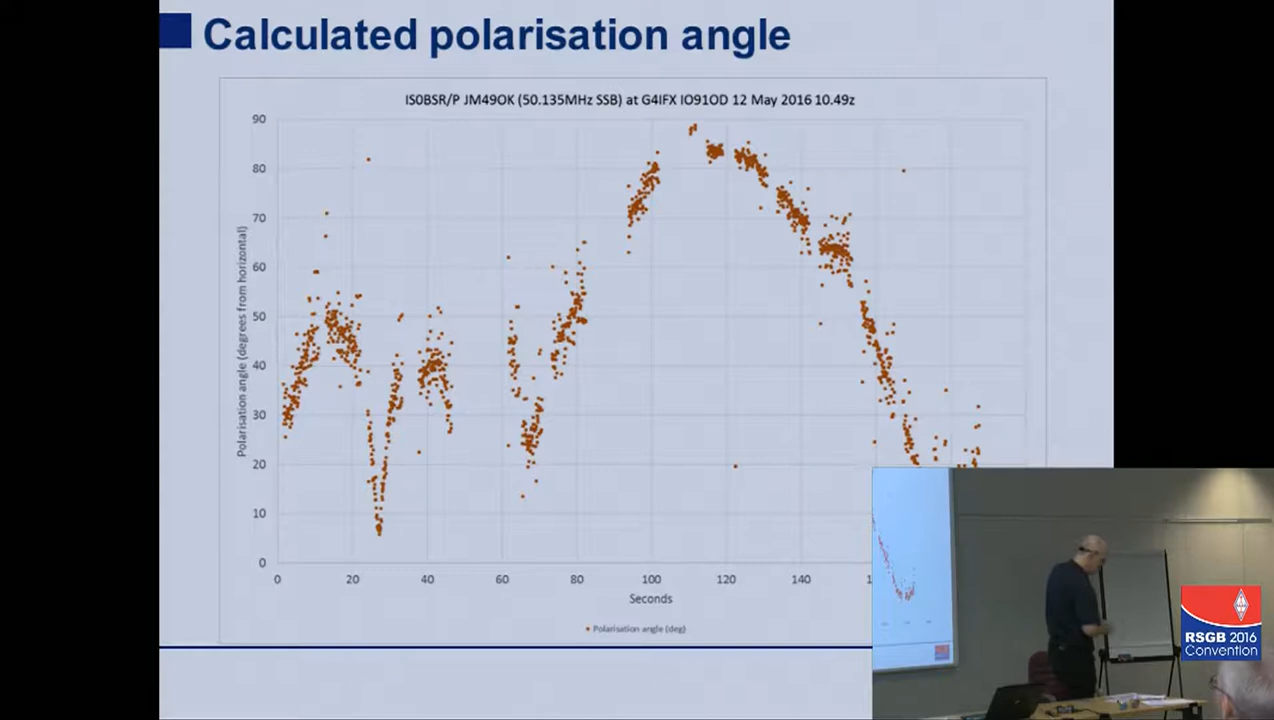 Calculated polarisation angle
IS0BSR/P JM49OK (50.135MHz SSB) at G4IFX IO91OD 12 May 2016 10.49z
Polarisation angle (degrees from horizontal)
90
80
70
60
50
40
30
20
10
0
0 20 40 60 80 100 120 140
Seconds
Polarisation angle (deg)
RSGB 2016
Convention